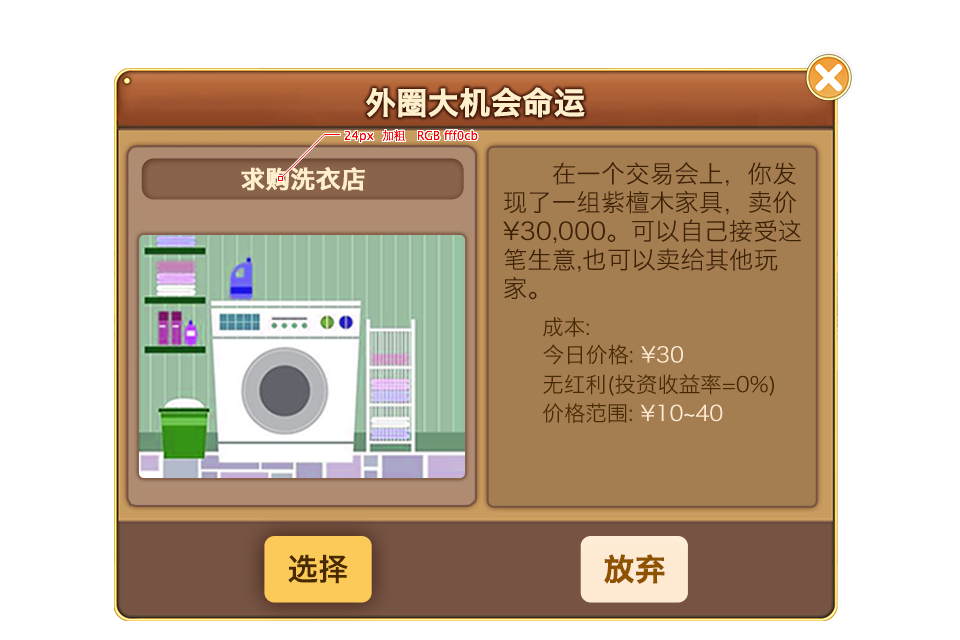 外圈大机会命运
24px 加粗 RGB fff0cb
求购洗衣店
在一个交易会上，你发
现了一组紫檀木家具，卖价
¥30,000。可以自己接受这
笔生意,也可以卖给其他玩
家。
成本:
今日价格: ¥30
无红利(投资收益率=0%)
价格范围: ¥10~40
选择
放弃